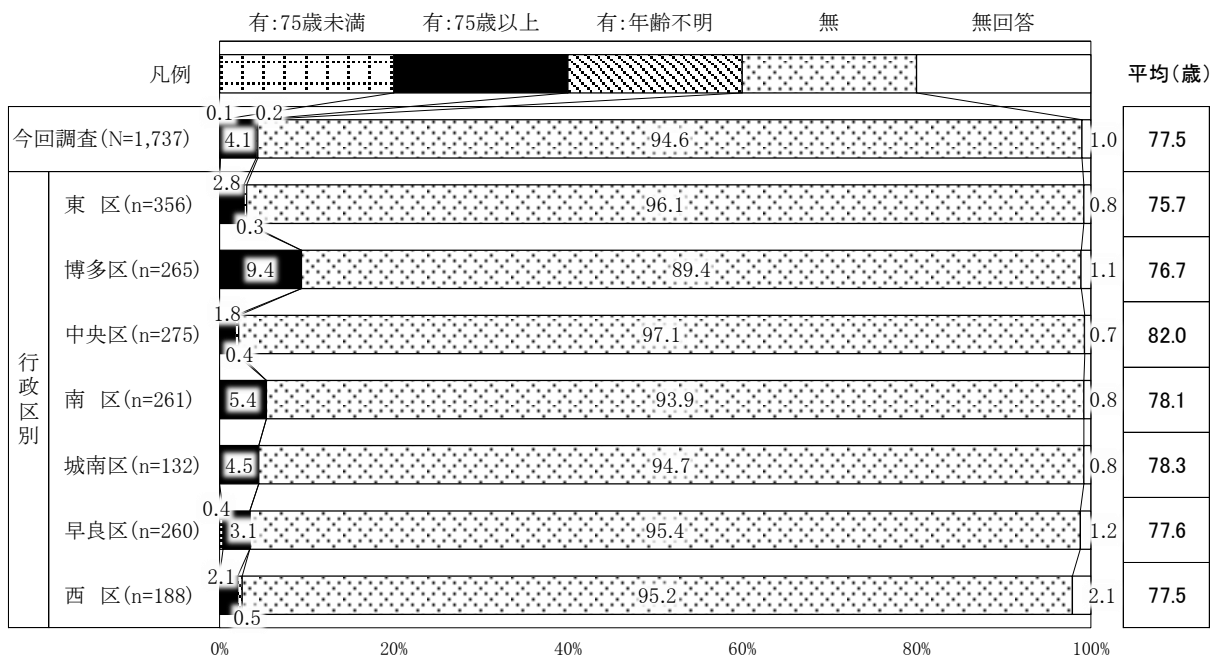 有:75歳未満 有:75歳以上 有:年齢不明 無 無回答
凡例 平均(歳)
0.1 0.2
今回調査(N=1,737) 4.1 94.6 1.0 77.5
2.8
東 区(n=356) 96.1 0.8 75.7
0.3
博多区(n=265) 9.4 89.4 1.1 76.7
1.8
中央区(n=275) 97.1 0.7 82.0
0.4
行政区別
南 区(n=261) 5.4 93.9 0.8 78.1
城南区(n=132) 4.5 94.7 0.8 78.3
0.4
早良区(n=260) 3.1 95.4 1.2 77.6
2.1
西 区(n=188) 95.2 2.1 77.5
0.5
0% 20% 40% 60% 80% 100%